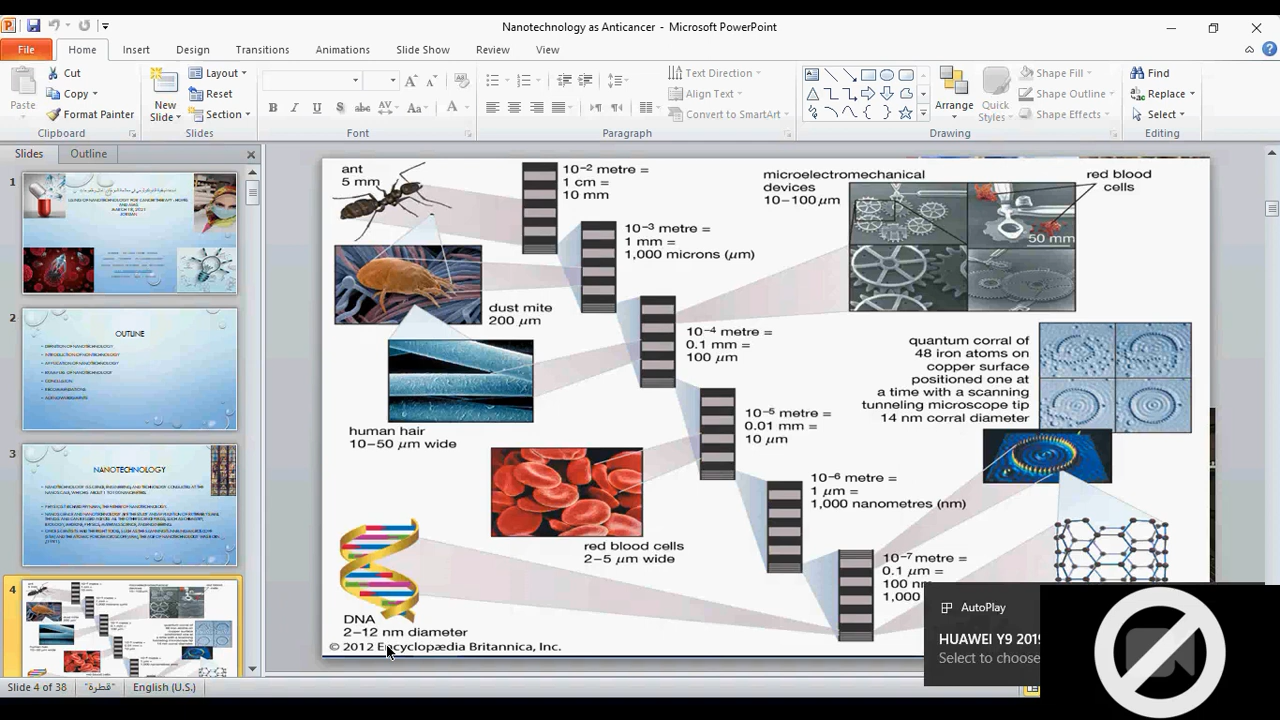 Nanotechnology as Anticancer - Microsoft PowerPoint
File
Home
Insert
Design
Transitions
Animations
Slide Show
Review
View
Paste
Cut
Copy
Format Painter
Clipboard
New
Slide
Layout
Reset
Section
Slides
Font
Paragraph
Text Direction
Align Text
Convert to SmartArt
Arrange
Quick
Styles
Shape Fill
Shape Outline
Shape Effects
Drawing
Find
Replace
Select
Editing
Slides
Outline
1
2
OUTLINE
3
NANOTECHNOLOGY
4
ant
5 mm
10⁻² metre =
1 cm =
10 mm
10⁻³ metre =
1 mm =
1,000 microns (μm)
dust mite
200 μm
10⁻⁴ metre =
0.1 mm =
100 μm
human hair
10–50 μm wide
10⁻⁵ metre =
0.01 mm =
10 μm
red blood cells
2–5 μm wide
10⁻⁶ metre =
1 μm =
1,000 nanometres (nm)
10⁻⁷ metre =
0.1 μm =
100 nm
1,000
DNA
2–12 nm diameter
© 2012 Encyclopædia Britannica, Inc.
microelectromechanical
devices
10–100 μm
red blood
cells
50 mm
quantum corral of
48 iron atoms on
copper surface
positioned one at
a time with a scanning
tunneling microscope tip
14 nm corral diameter
AutoPlay
HUAWEI Y9 2019
Select to choose
Slide 4 of 38
"قطرة"
English (U.S.)